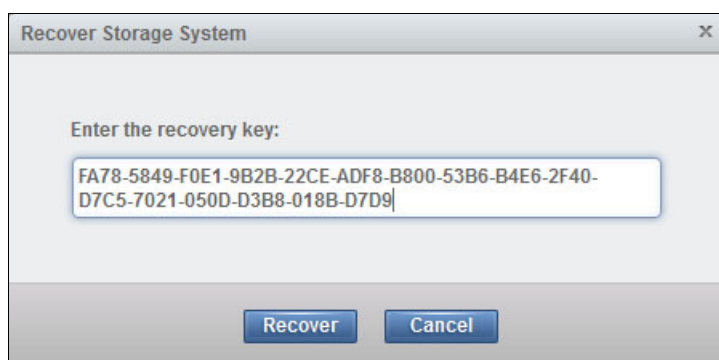 Recover Storage System x
Enter the recovery key:
FA78-5849-F0E1-9B2B-22CE-ADF8-B800-53B6-B4E6-2F40-
D7C5-7021-050D-D3B8-018B-D7D9
Recover Cancel